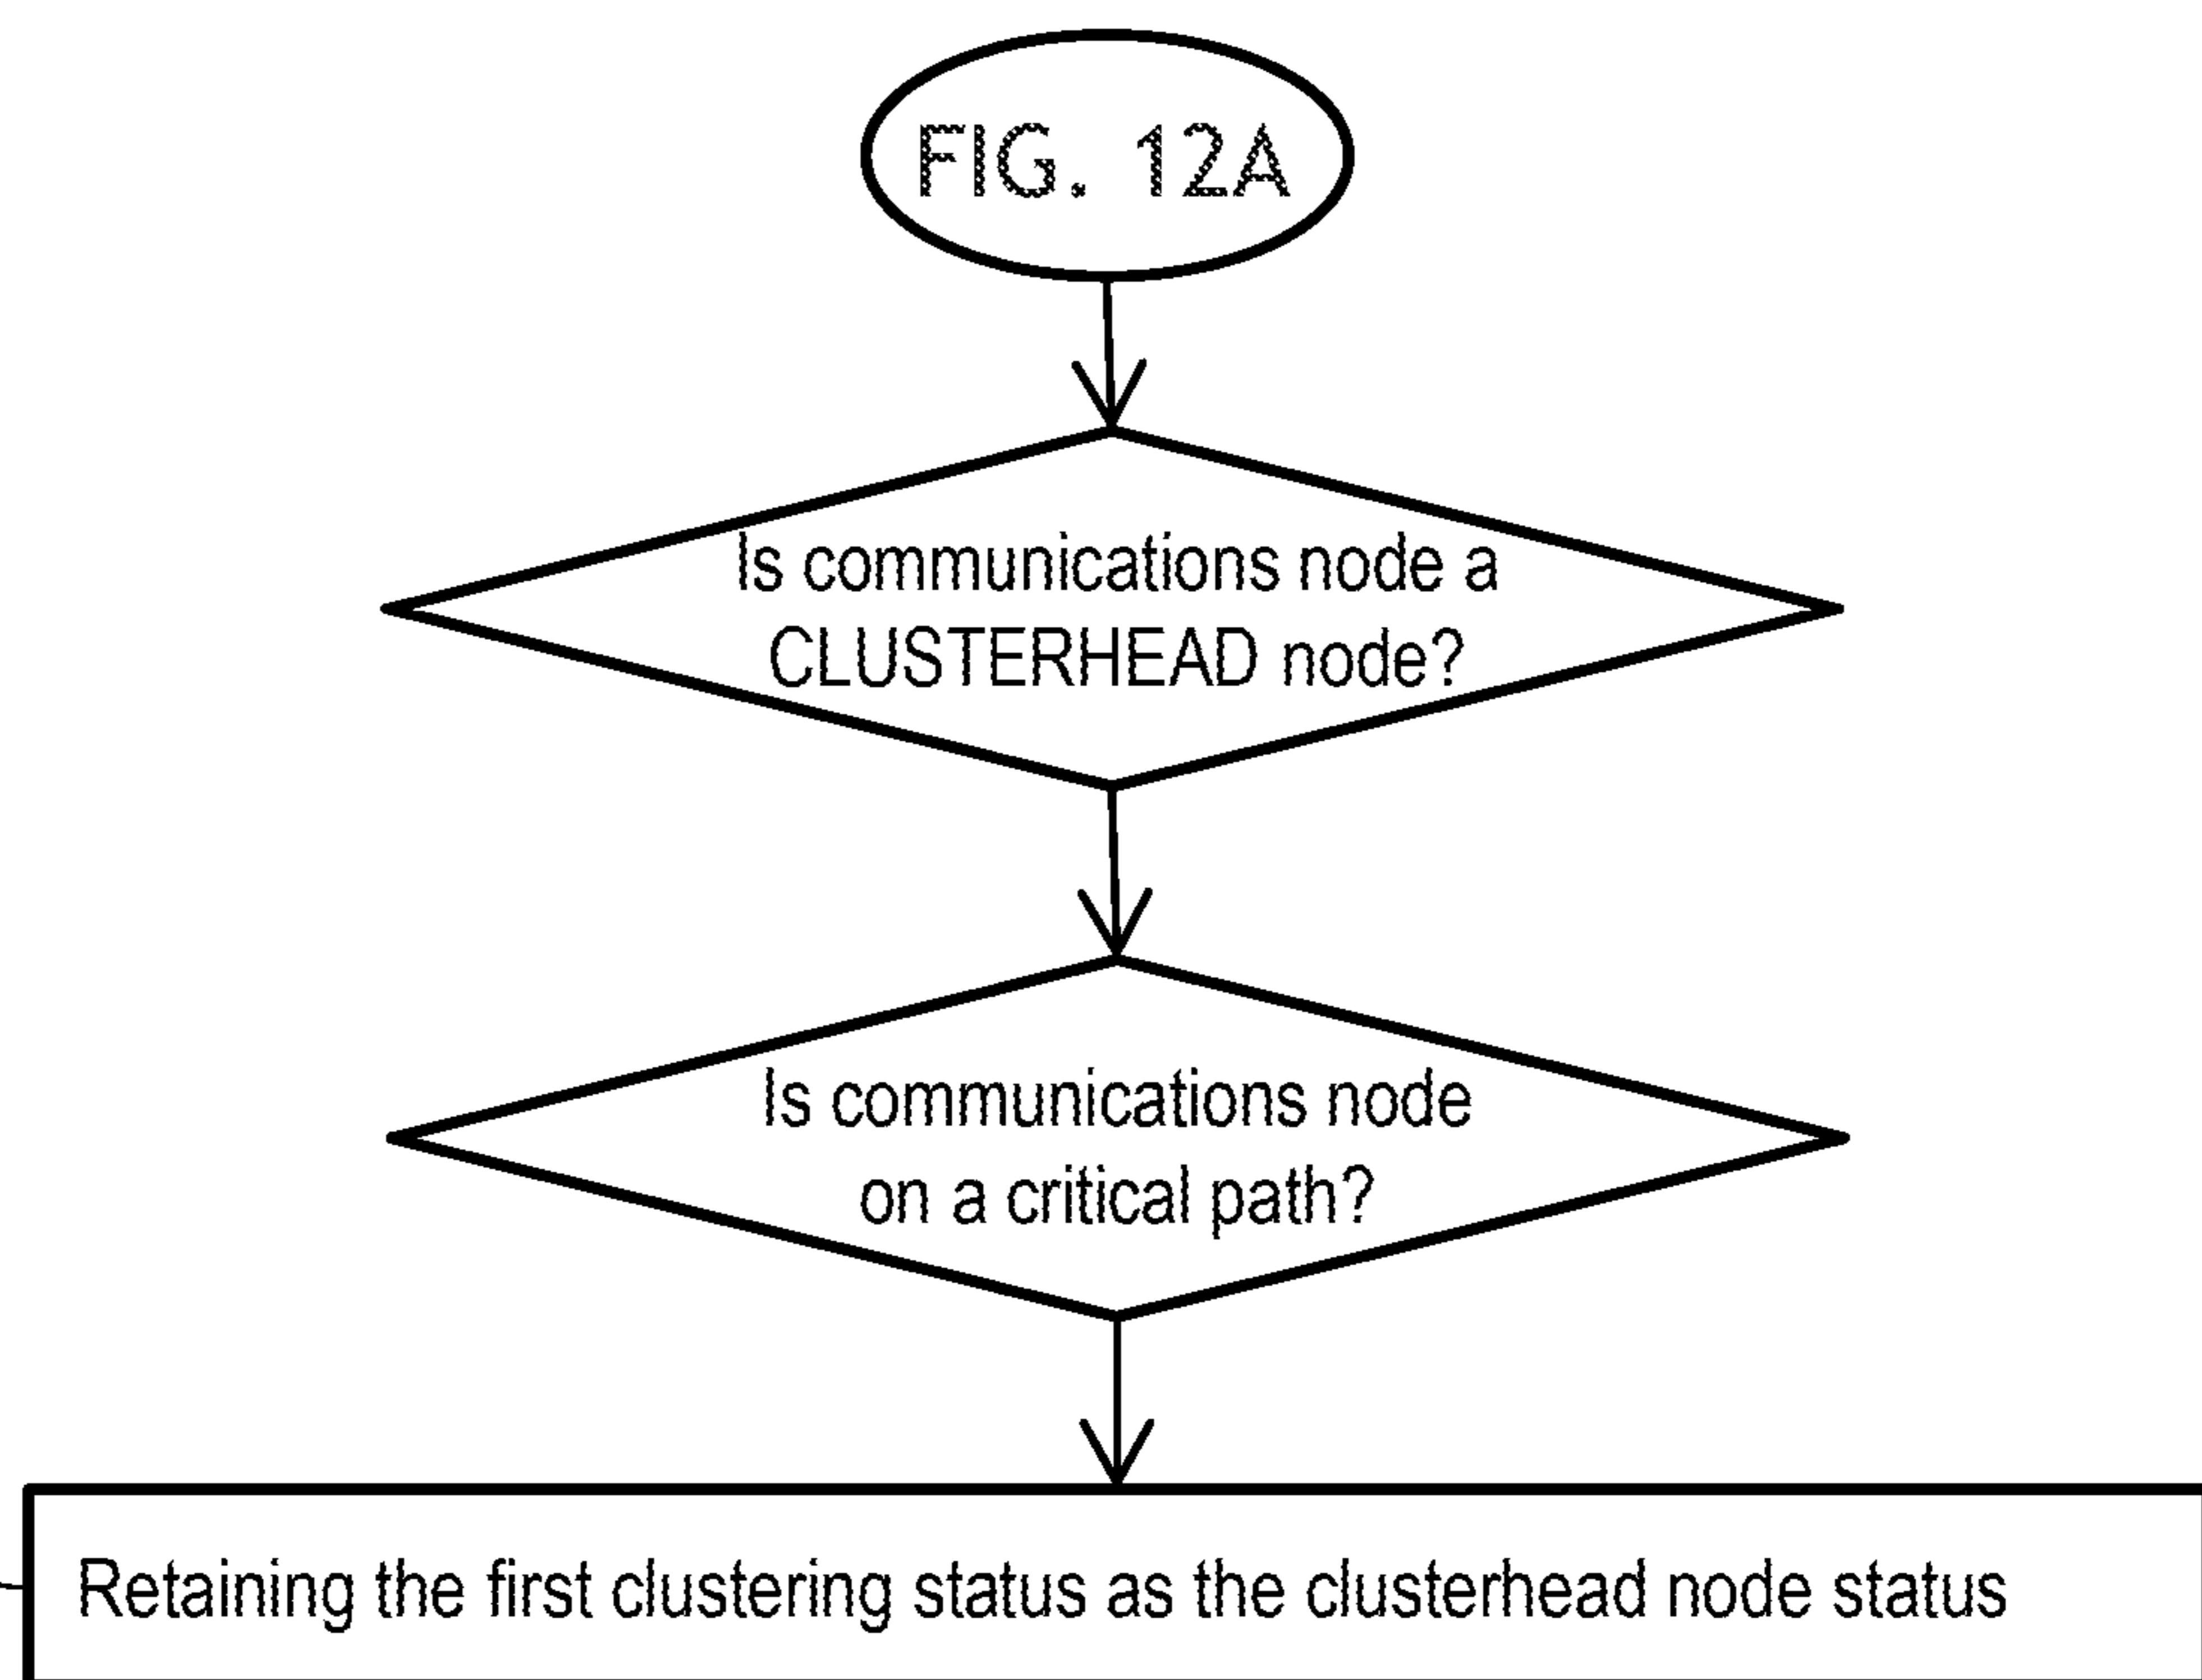 FIG. 12A
Is communications node a
CLUSTERHEAD node?
Is communications node
on a critical path?
Retaining the first clustering status as the clusterhead node status